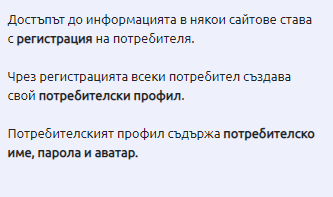 Достъпът до информацията в някои сайтове става
с регистрация на потребителя.
Чрез регистрацията всеки потребител създава
свой потребителски профил.
Потребителският профил съдържа потребителско
име, парола и аватар.